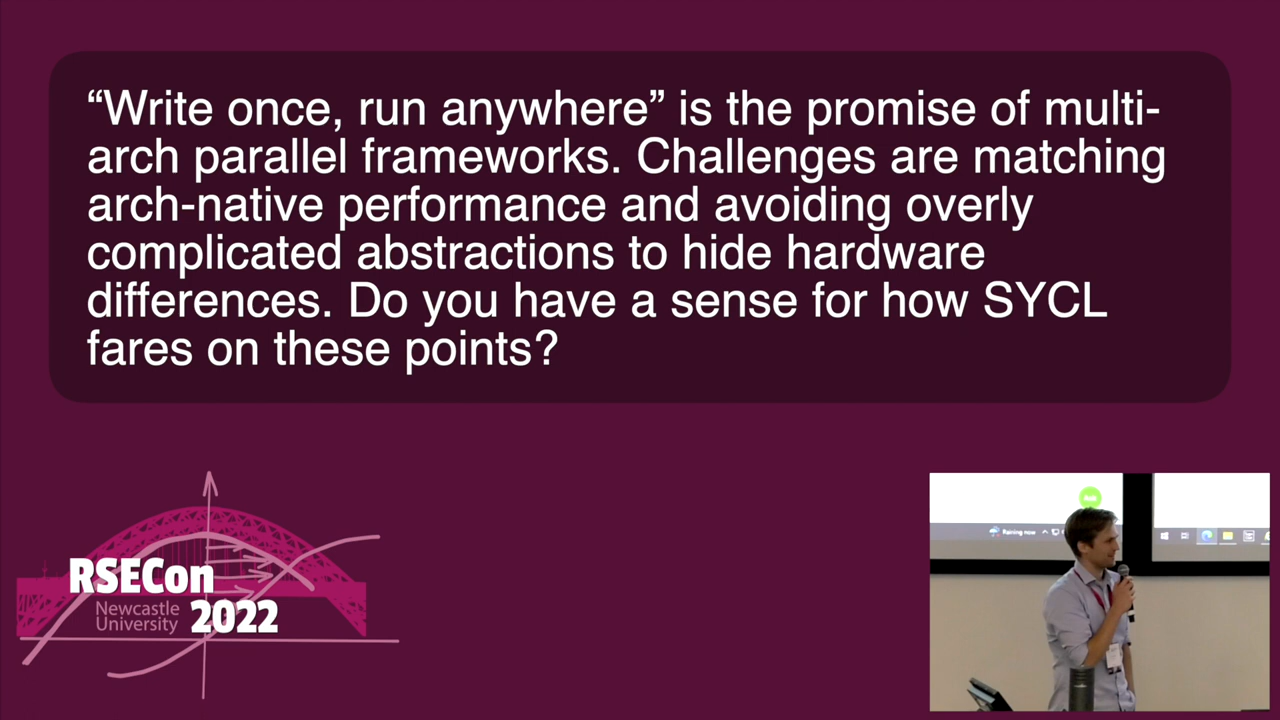 “Write once, run anywhere” is the promise of multi-
arch parallel frameworks. Challenges are matching
arch-native performance and avoiding overly
complicated abstractions to hide hardware
differences. Do you have a sense for how SYCL
fares on these points?
RSECon
Newcastle
University
2022
Raining now